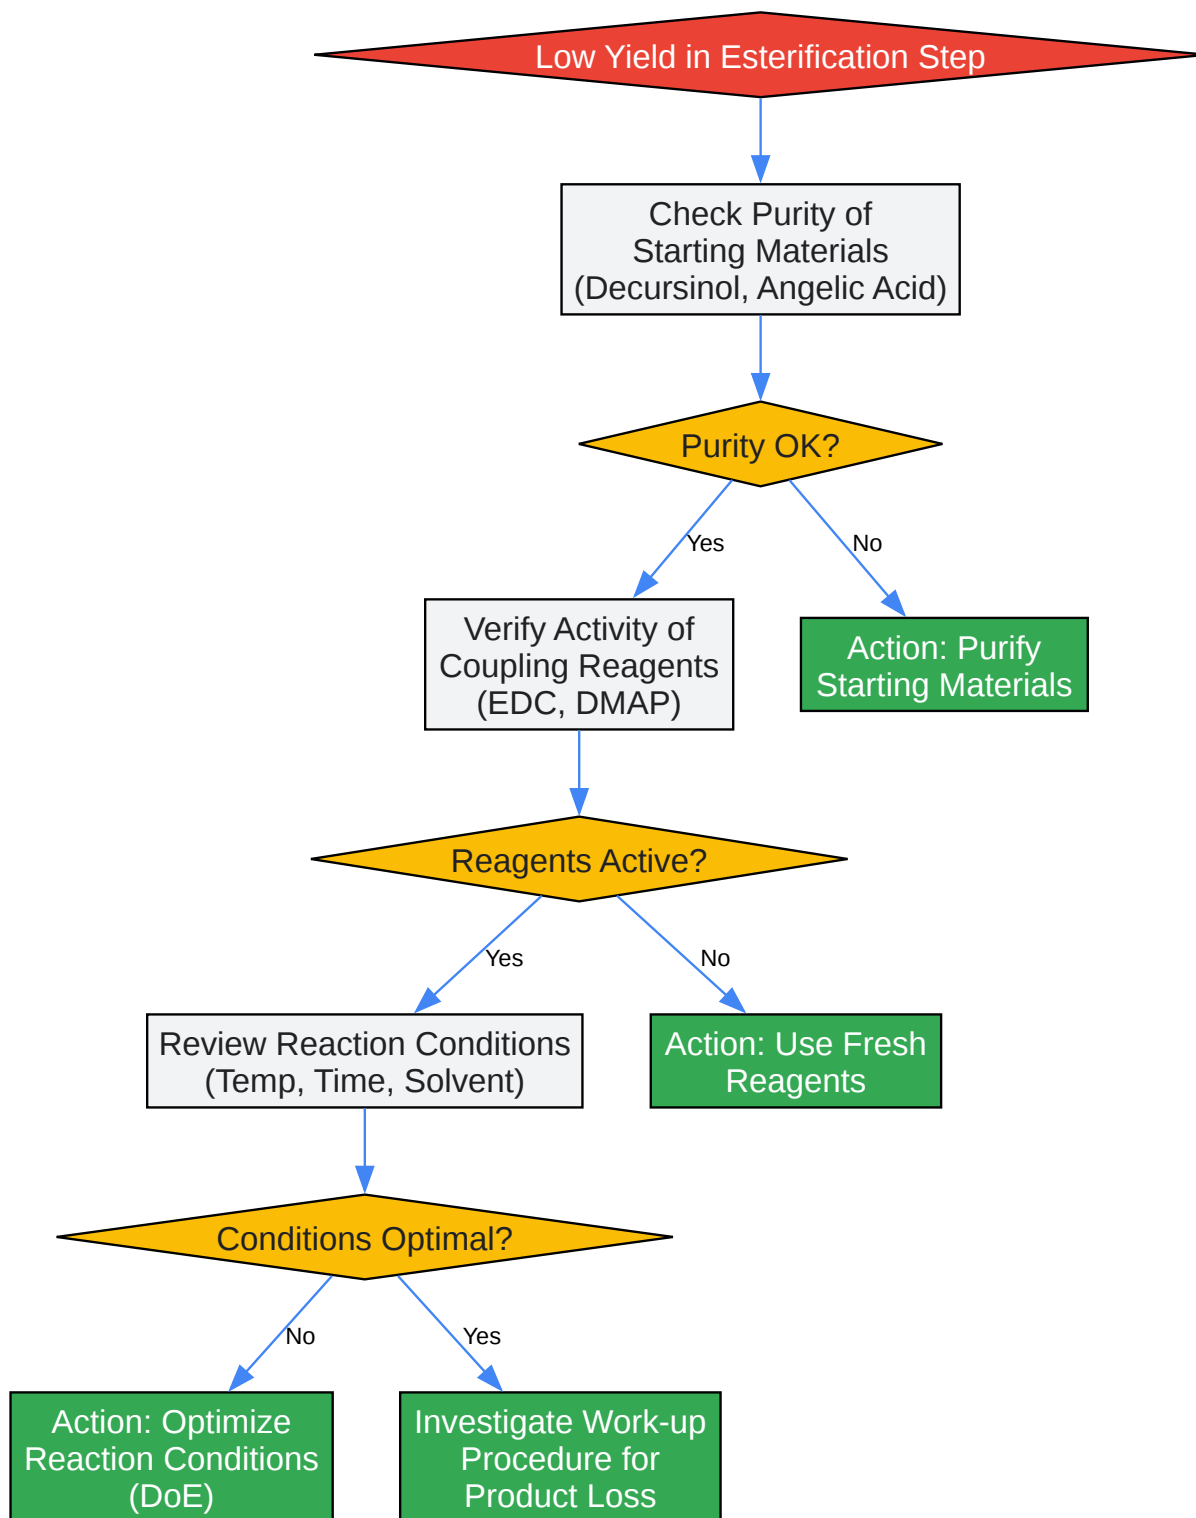 Low Yield in Esterification Step
Check Purity of
Starting Materials
(Decursinol, Angelic Acid)
Purity OK?
Yes
No
Verify Activity of
Coupling Reagents
(EDC, DMAP)
Action: Purify
Starting Materials
Reagents Active?
Yes
No
Review Reaction Conditions
(Temp, Time, Solvent)
Action: Use Fresh
Reagents
Conditions Optimal?
No
Yes
Action: Optimize
Reaction Conditions
(DoE)
Investigate Work-up
Procedure for
Product Loss